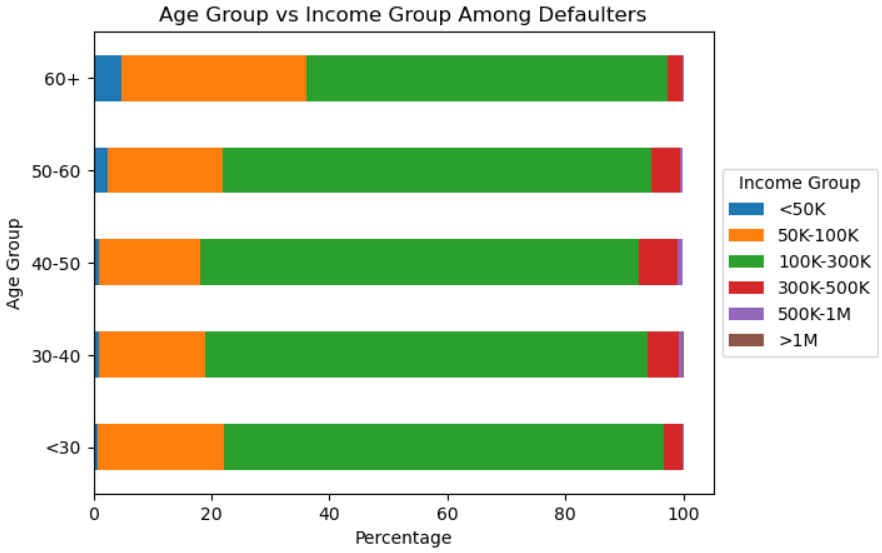 Age Group vs Income Group Among Defaulters
Age Group
60+
50-60
40-50
30-40
<30
0 20 40 60 80 100
Percentage
Income Group
<50K
50K-100K
100K-300K
300K-500K
500K-1M
>1M